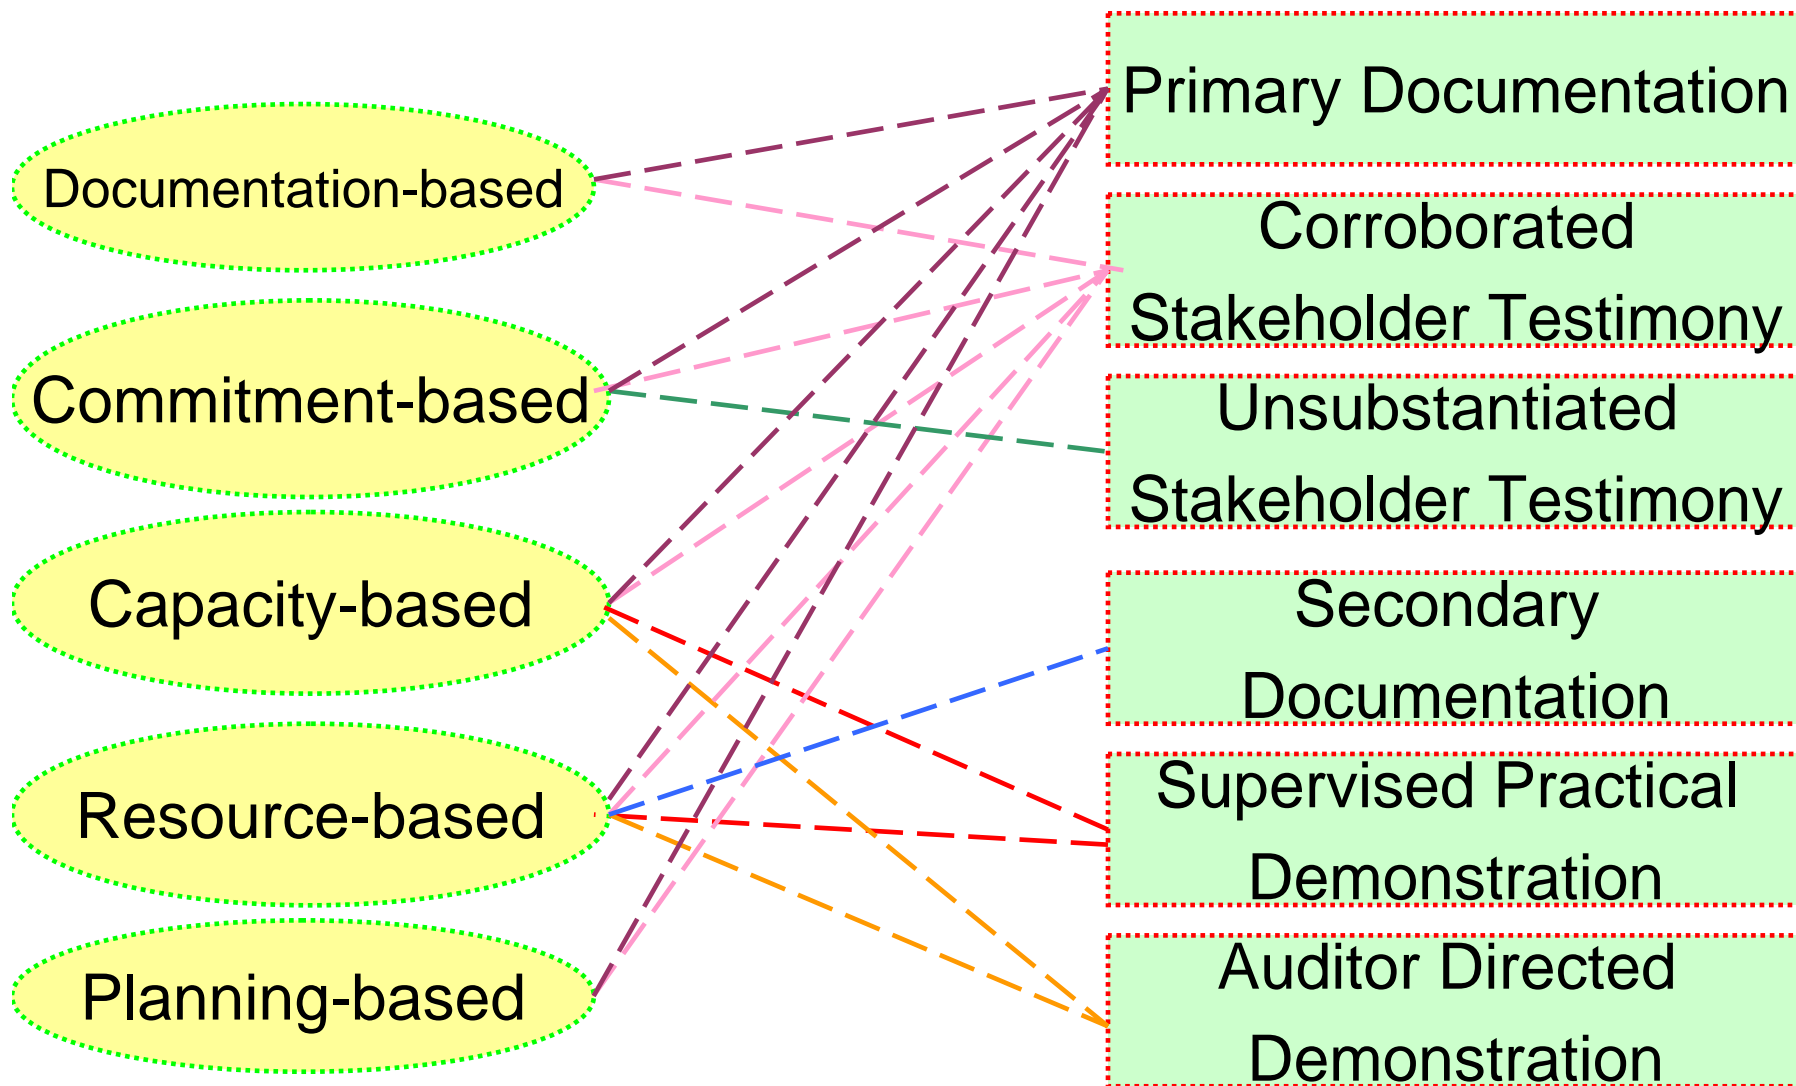 Documentation-based
Commitment-based
Capacity-based
Resource-based
Planning-based
Primary Documentation
Corroborated
Stakeholder Testimony
Unsubstantiated
Stakeholder Testimony
Secondary
Documentation
Supervised Practical
Demonstration
Auditor Directed
Demonstration